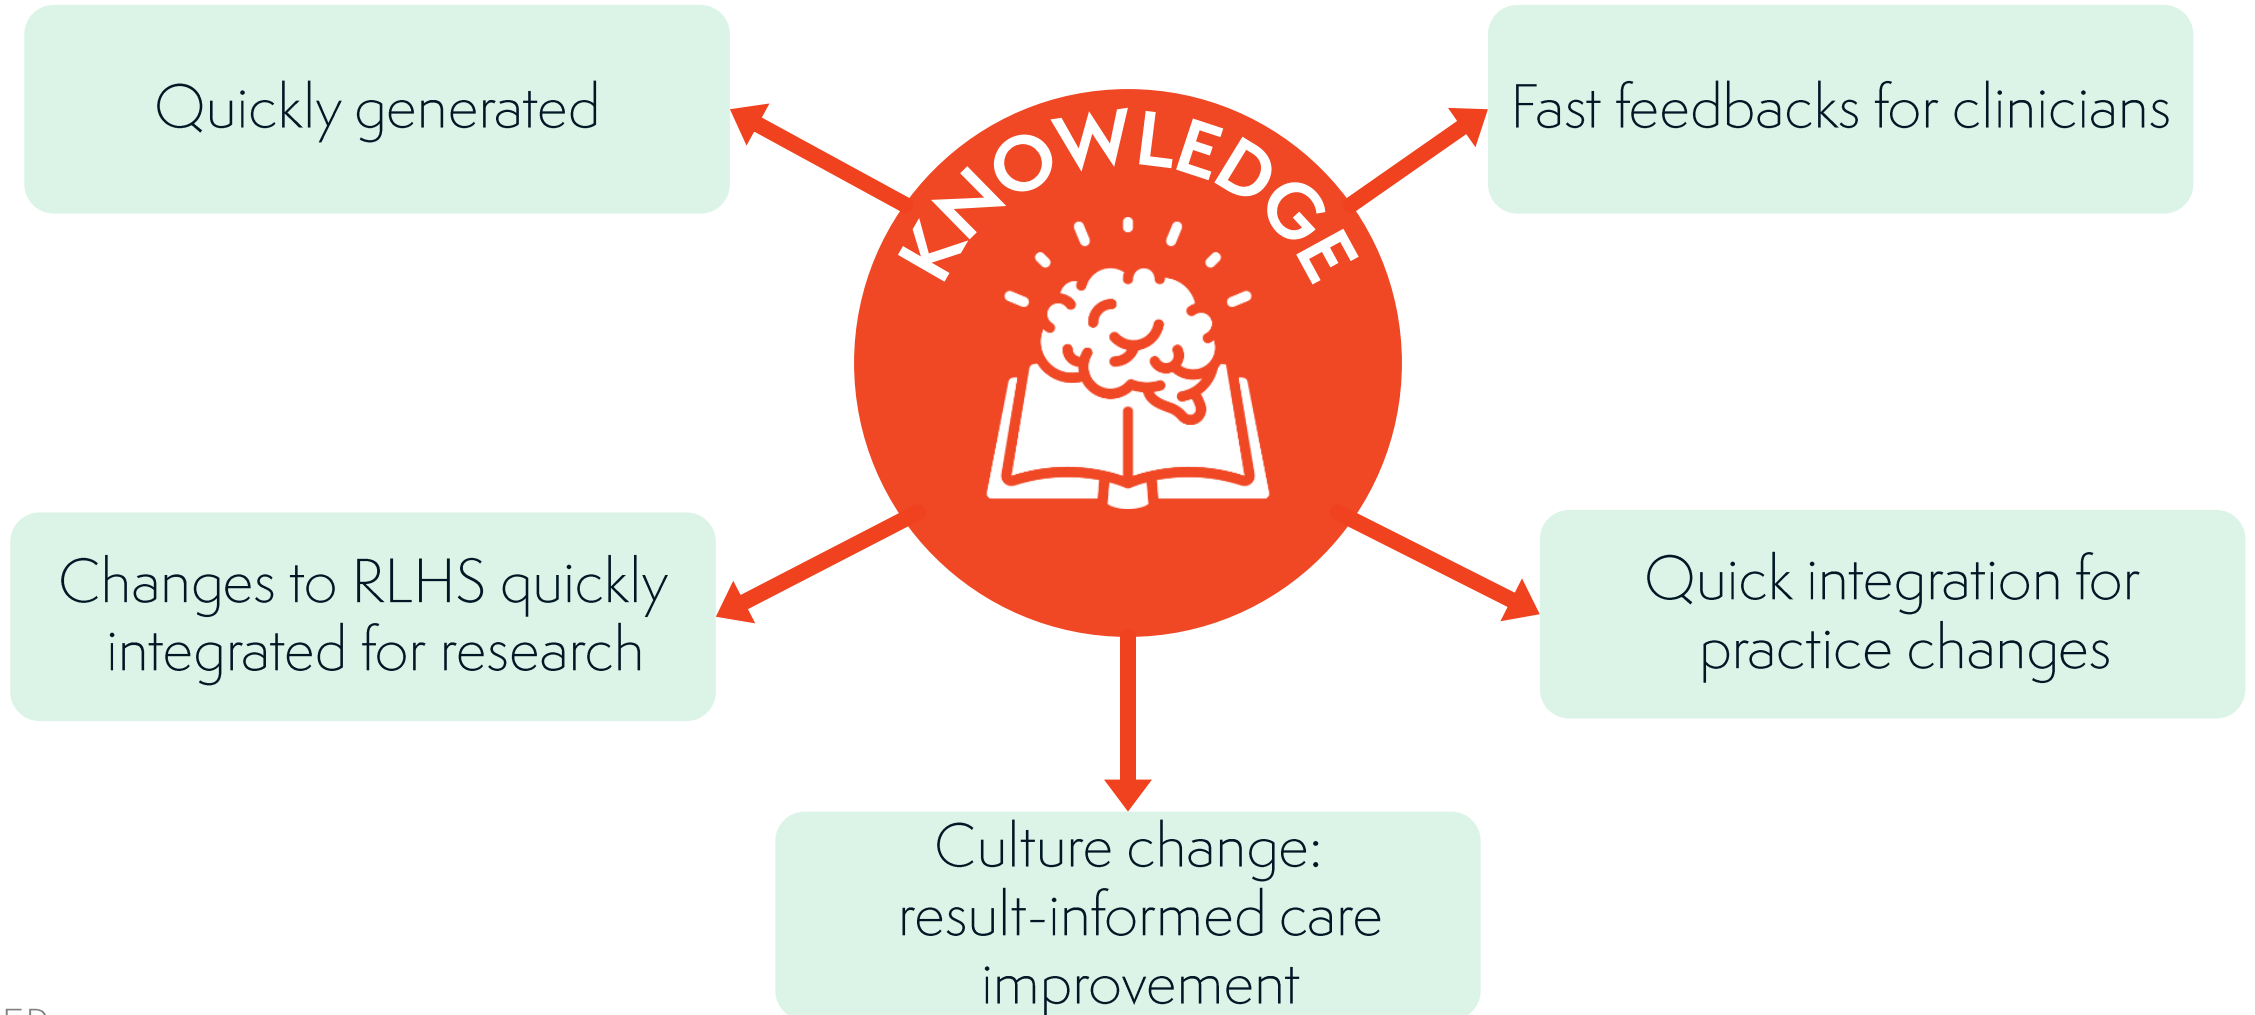 Quickly generated
KNOWLEDGE
Fast feedbacks for clinicians
Changes to RLHS quickly
integrated for research
Quick integration for
practice changes
Culture change:
result-informed care
improvement